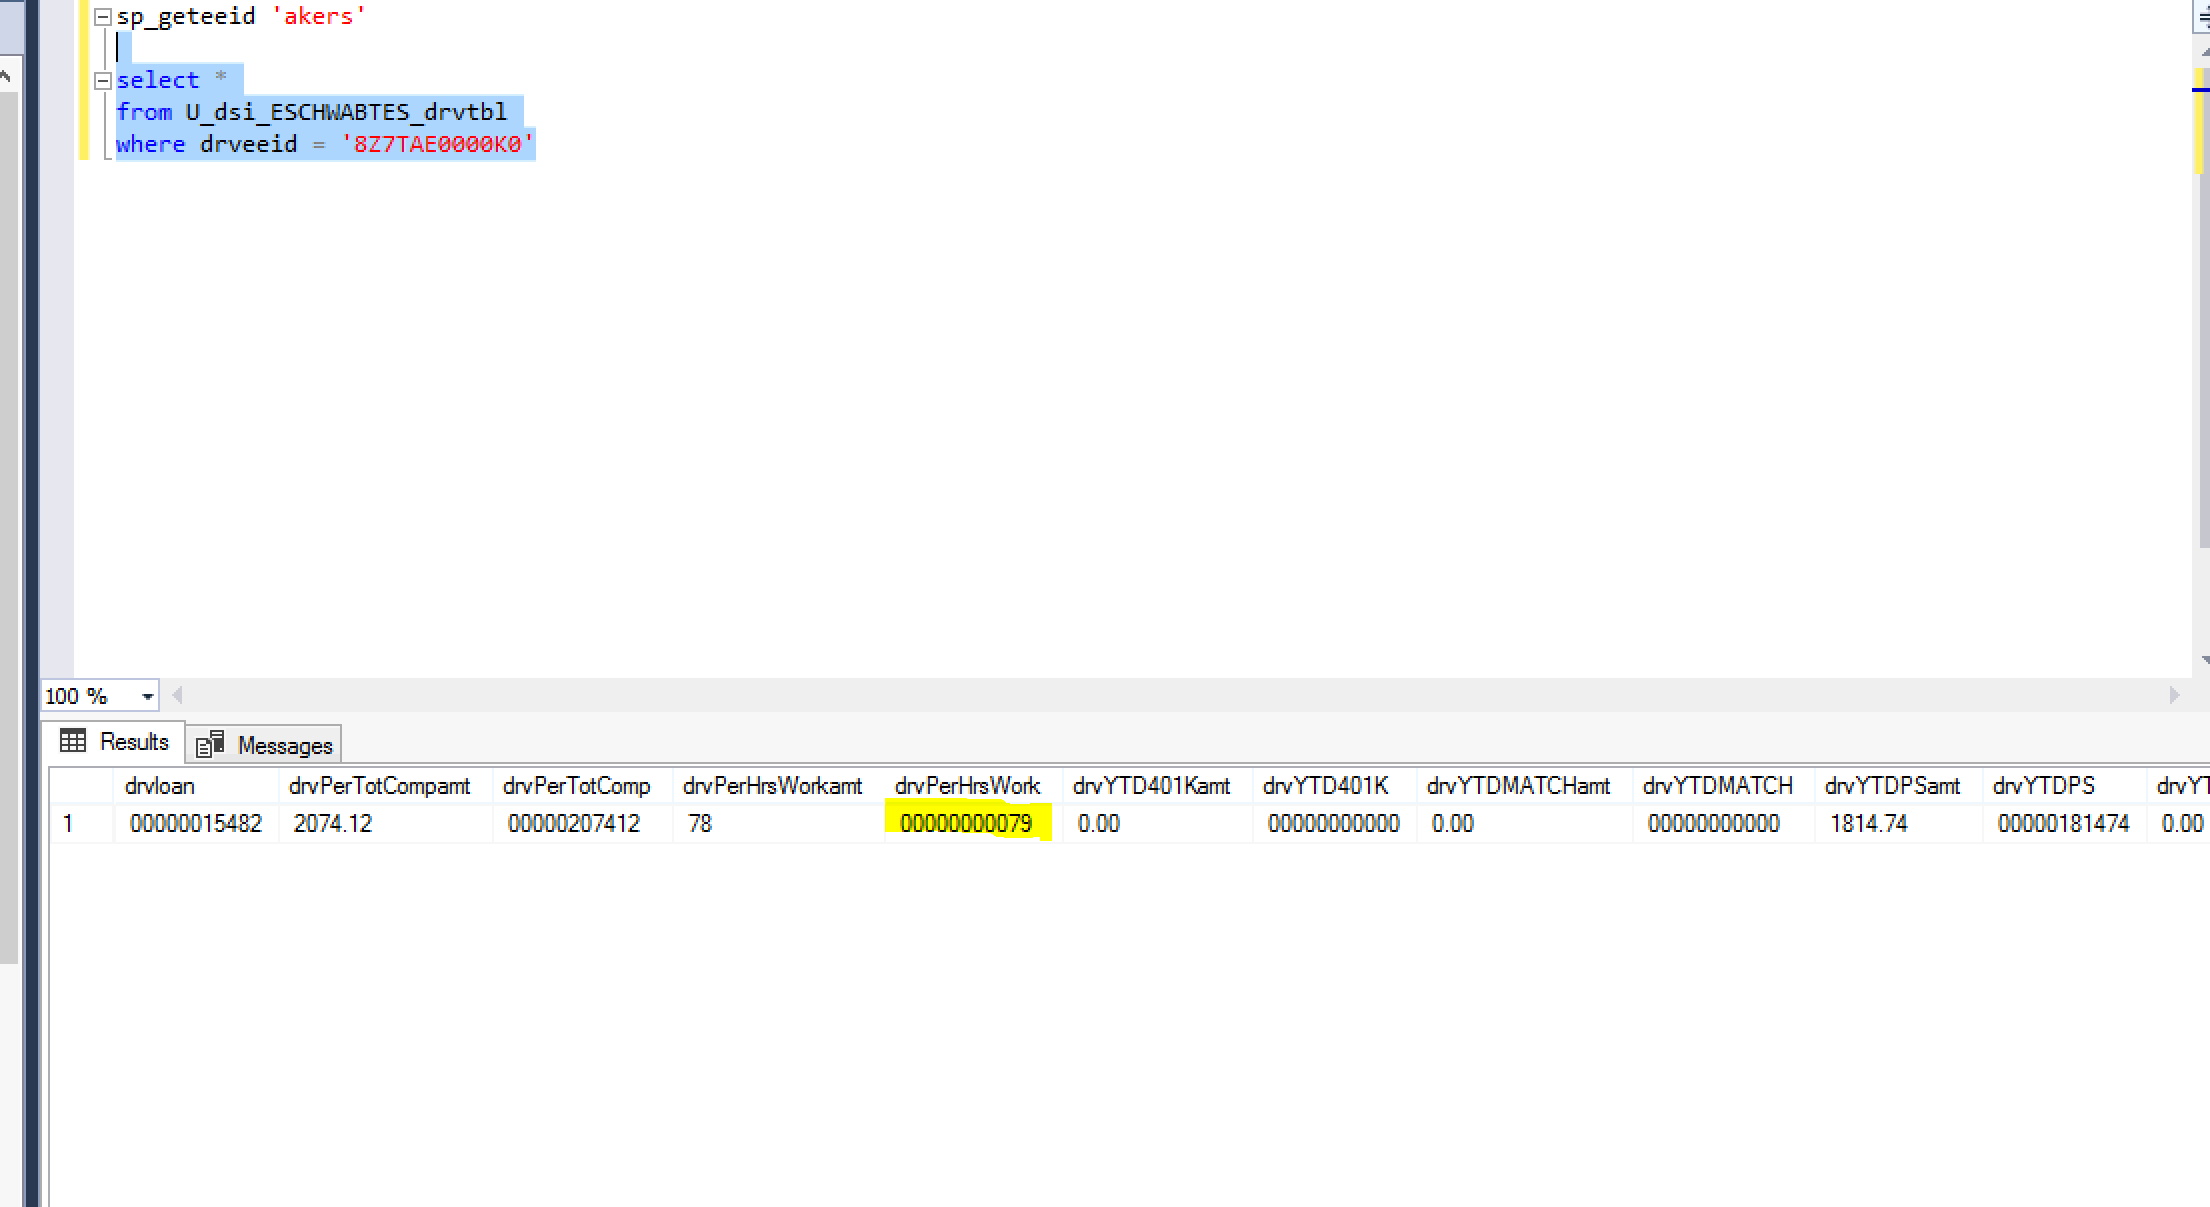 sp_geteeid 'akers'
select *
from U_dsi_ESCHWABTES_drvtbl
where drveeid = '8Z7TAE0000K0'
100 %
Results Messages
drvloan drvPerTotCompamt drvPerTotComp drvPerHrsWorkamt drvPerHrsWork drvYTD401Kamt drvYTD401K drvYTDMATCHamt drvYTDMATCH drvYTDPSamt drvYTDPS drvYT
1 00000015482 2074.12 00000207412 78 00000000079 0.00 00000000000 0.00 00000000000 1814.74 00000181474 0.00